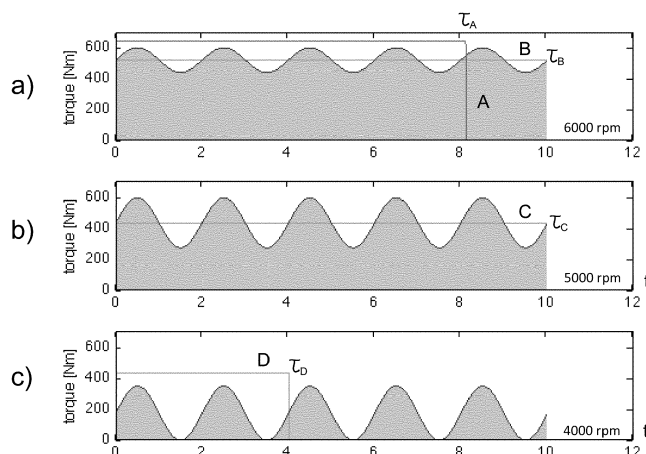 a)
torque [Nm]
600
400
200
0
τA
B
τB
A
6000 rpm
0 2 4 6 8 10 12
b)
torque [Nm]
600
400
200
0
C
τC
5000 rpm
t
0 2 4 6 8 10 12
c)
torque [Nm]
600
400
200
0
D
τD
4000 rpm
t
0 2 4 6 8 10 12